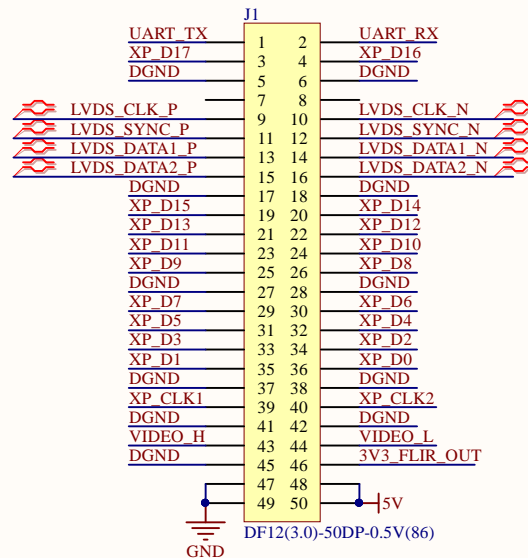 J1
UART_TX 1 2 UART_RX
XP_D17 3 4 XP_D16
DGND 5 6 DGND
7 8
LVDS_CLK_P 9 10 LVDS_CLK_N
LVDS_SYNC_P 11 12 LVDS_SYNC_N
LVDS_DATA1_P 13 14 LVDS_DATA1_N
LVDS_DATA2_P 15 16 LVDS_DATA2_N
DGND 17 18 DGND
XP_D15 19 20 XP_D14
XP_D13 21 22 XP_D12
XP_D11 23 24 XP_D10
XP_D9 25 26 XP_D8
DGND 27 28 DGND
XP_D7 29 30 XP_D6
XP_D5 31 32 XP_D4
XP_D3 33 34 XP_D2
XP_D1 35 36 XP_D0
DGND 37 38 DGND
XP_CLK1 39 40 XP_CLK2
DGND 41 42 DGND
VIDEO_H 43 44 VIDEO_L
DGND 45 46 3V3_FLIR_OUT
47 48
49 50 5V
DF12(3.0)-50DP-0.5V(86)
GND